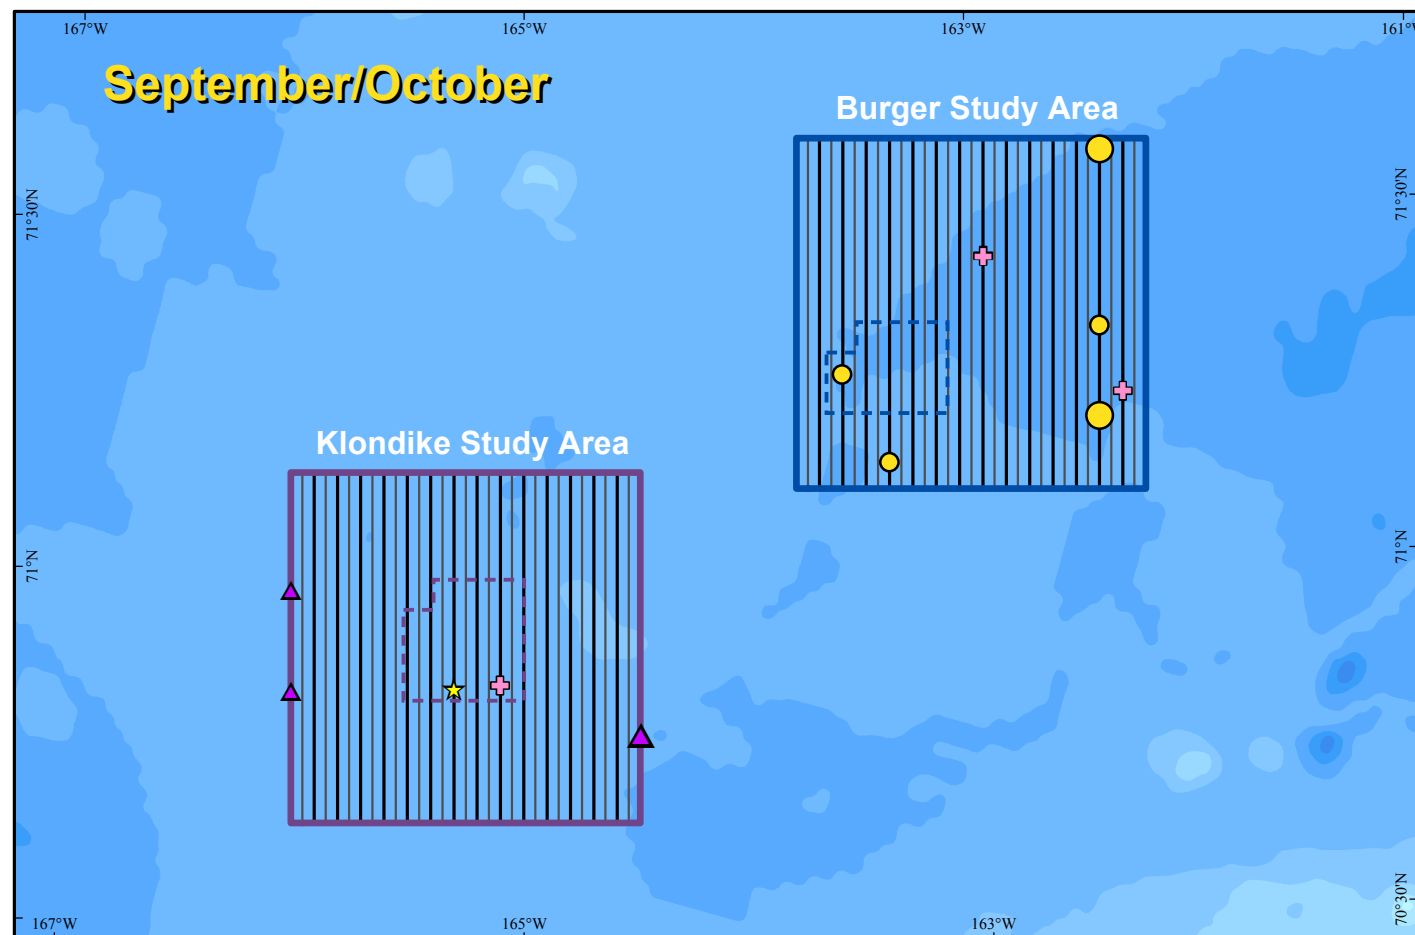 167°W 165°W 163°W 161°W
September/October
Burger Study Area
71°30'N 71°30'N
Klondike Study Area
71°N 71°N
70°30'N
167°W 165°W 163°W